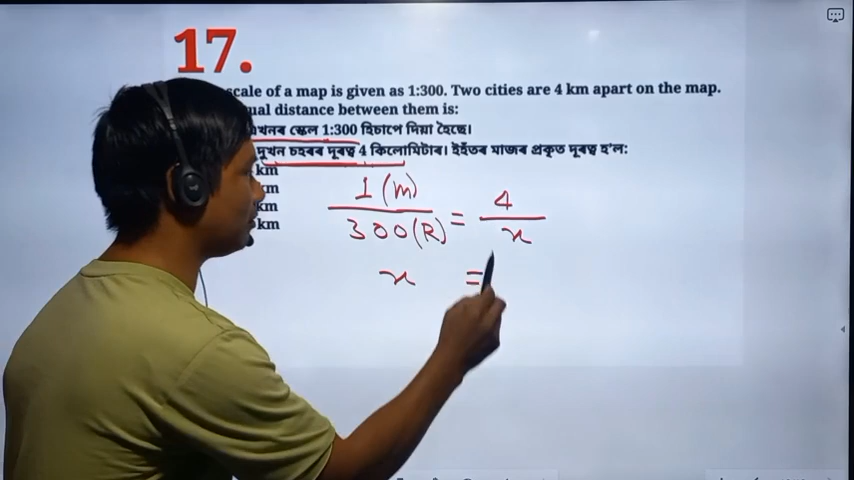 17.
scale of a map is given as 1:300. Two cities are 4 km apart on the map.
ual distance between them is:
এখনৰ স্কেল 1:300 হিচাপে দিয়া হৈছে।
দুখন চহৰৰ দূৰত্ব 4 কিলোমিটাৰ। ইহঁতৰ মাজৰ প্ৰকৃত দূৰত্ব হ'ল:
km
km
km
km
1 (m)
300 (R)
=
4
x
x =